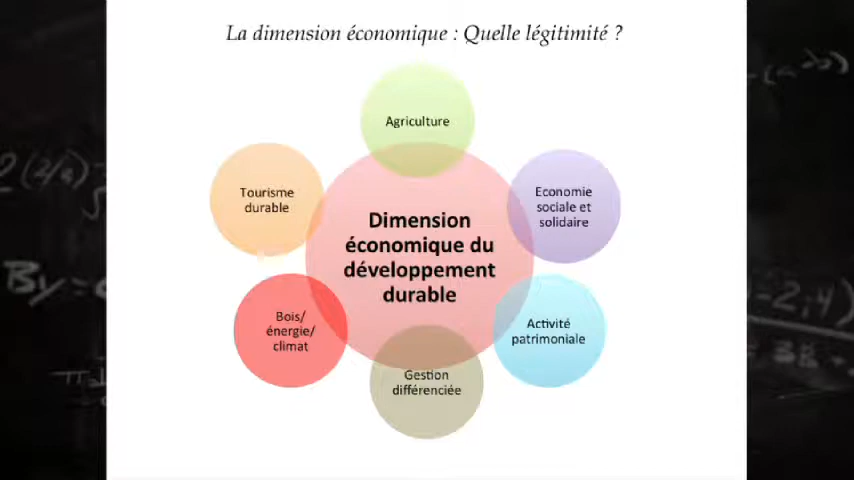 La dimension économique : Quelle légitimité ?
Agriculture
Tourisme
durable
Economie
sociale et
solidaire
Dimension
économique du
développement
durable
Bois/
énergie/
climat
Activité
patrimoniale
Gestion
différenciée